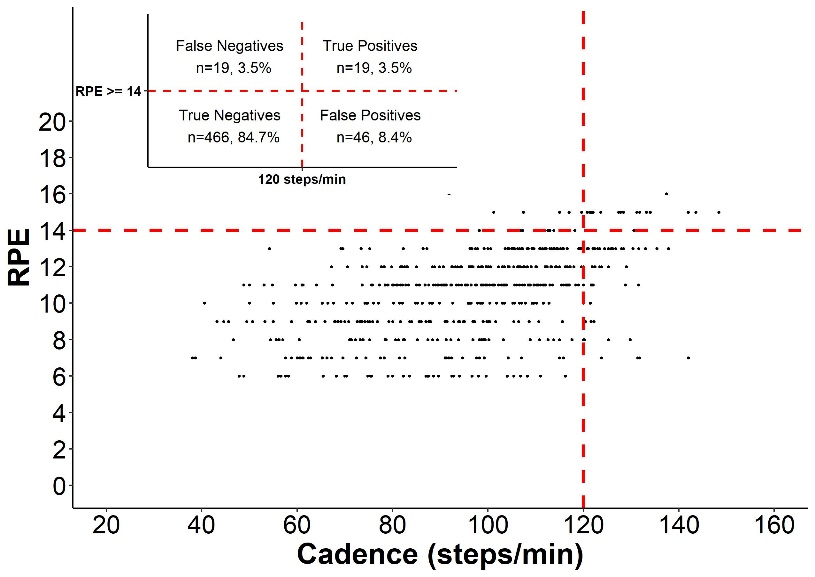 False Negatives True Positives
n=19, 3.5% n=19, 3.5%
RPE >= 14
True Negatives False Positives
n=466, 84.7% n=46, 8.4%
120 steps/min
20
18
16
14
12
10
8
6
4
2
0
RPE
20 40 60 80 100 120 140 160
Cadence (steps/min)